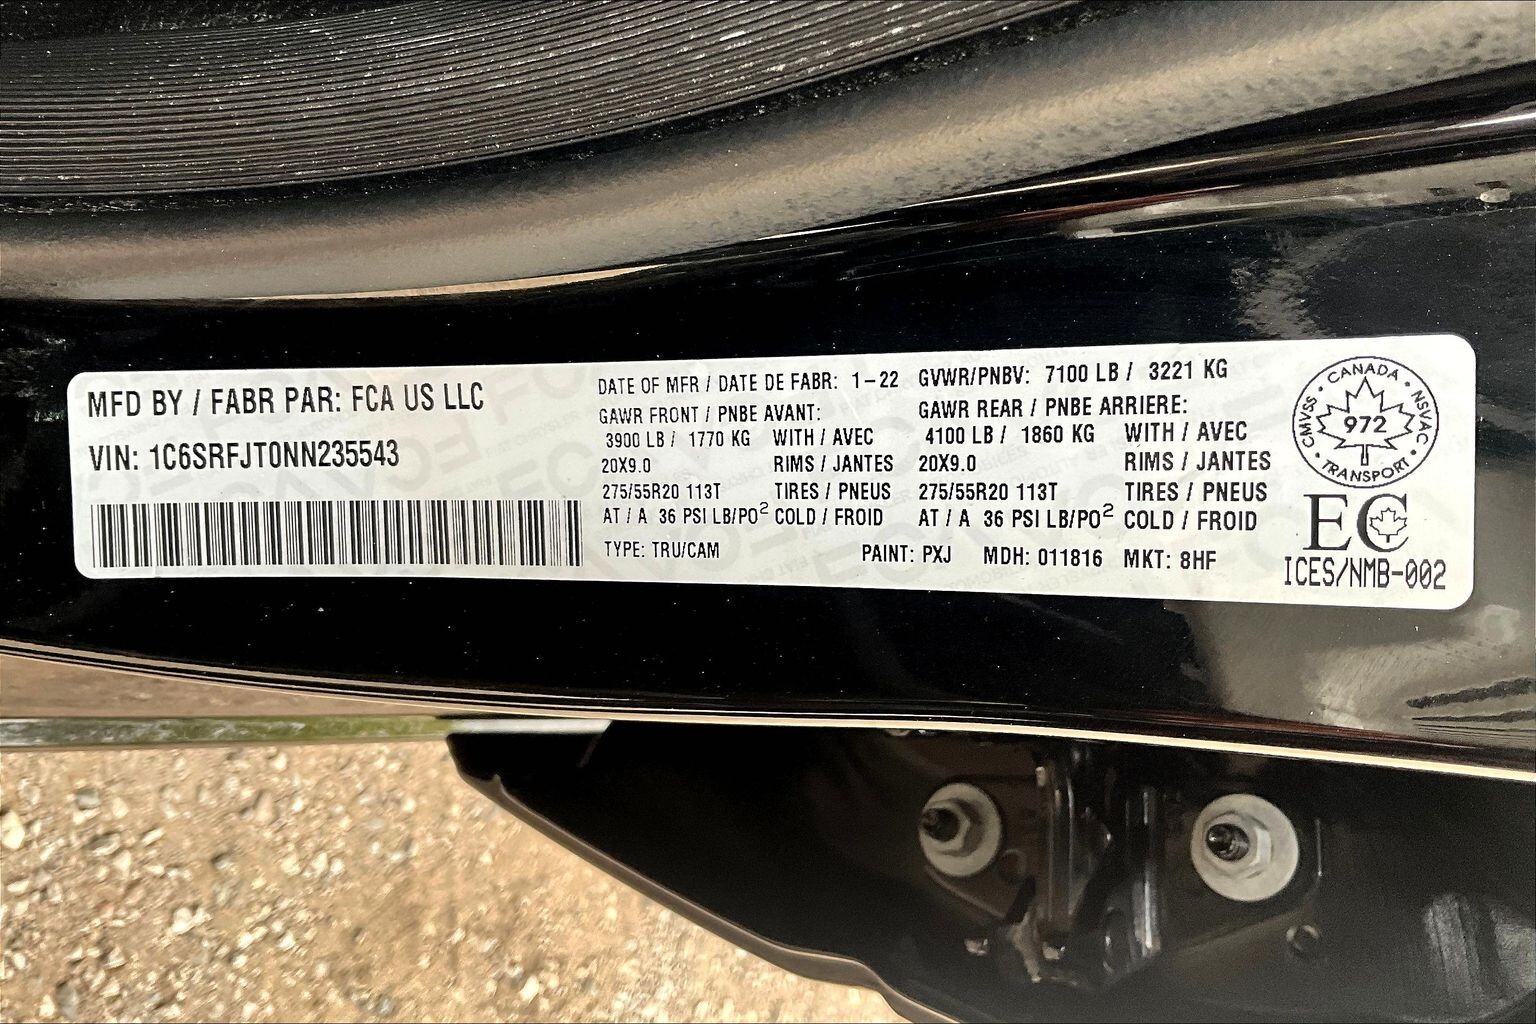 MFD BY / FABR PAR: FCA US LLC
VIN: 1C6SRFJT0NN235543
DATE OF MFR / DATE DE FABR: 1-22
GVWR/PNBV: 7100 LB / 3221 KG
GAWR FRONT / PNBE AVANT:
GAWR REAR / PNBE ARRIERE:
3900 LB / 1770 KG WITH / AVEC
4100 LB / 1860 KG WITH / AVEC
20X9.0 RIMS / JANTES
20X9.0 RIMS / JANTES
275/55R20 113T TIRES / PNEUS
275/55R20 113T TIRES / PNEUS
AT / A 36 PSI LB/PO² COLD / FROID
AT / A 36 PSI LB/PO² COLD / FROID
TYPE: TRU/CAM PAINT: PXJ MDH: 011816 MKT: 8HF
CANADA
CMVSS 972 NSVAC
TRANSPORT
EC
ICES/NMB-002